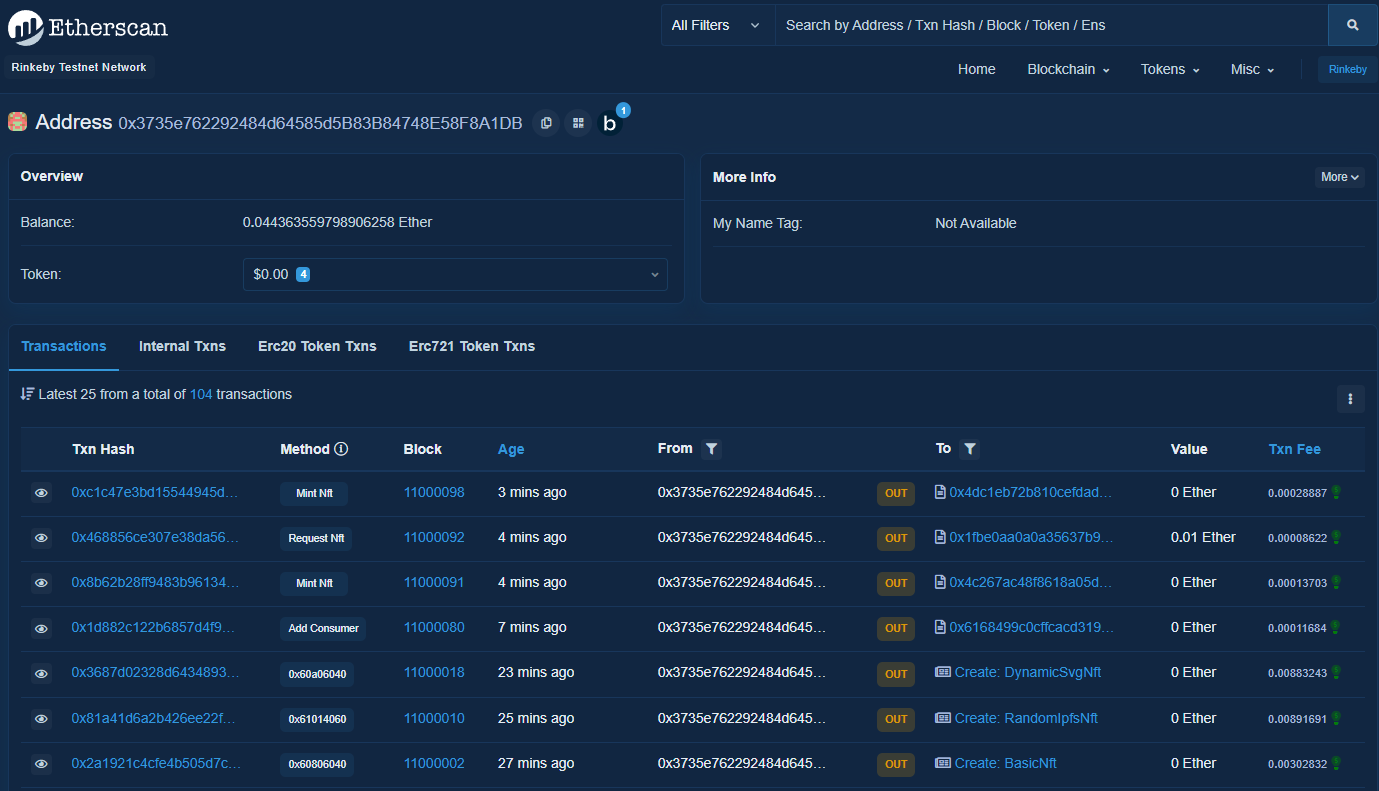 Etherscan
All Filters Search by Address / Txn Hash / Block / Token / Ens
Rinkeby Testnet Network
Home Blockchain Tokens Misc Rinkeby
Address 0x3735e762292484d64585d5B83B84748E58F8A1DB b 1
Overview
Balance: 0.044363559798906258 Ether
Token: $0.00 4
More Info More
My Name Tag: Not Available
Transactions Internal Txns Erc20 Token Txns Erc721 Token Txns
Latest 25 from a total of 104 transactions
Txn Hash Method Block Age From To Value Txn Fee
0xc1c47e3bd15544945d... Mint Nft 11000098 3 mins ago 0x3735e762292484d645... OUT 0x4dc1eb72b810cefdad... 0 Ether 0.00028887
0x468856ce307e38da56... Request Nft 11000092 4 mins ago 0x3735e762292484d645... OUT 0x1fbe0aa0a0a35637b9... 0.01 Ether 0.00008622
0x8b62b28ff9483b96134... Mint Nft 11000091 4 mins ago 0x3735e762292484d645... OUT 0x4c267ac48f8618a05d... 0 Ether 0.00013703
0x1d882c122b6857d4f9... Add Consumer 11000080 7 mins ago 0x3735e762292484d645... OUT 0x6168499c0cffcacd319... 0 Ether 0.00011684
0x3687d02328d6434893... 0x60a06040 11000018 23 mins ago 0x3735e762292484d645... OUT Create: DynamicSvgNft 0 Ether 0.00883243
0x81a41d6a2b426ee22f... 0x61014060 11000010 25 mins ago 0x3735e762292484d645... OUT Create: RandomIpfsNft 0 Ether 0.00891691
0x2a1921c4cfe4b505d7c... 0x60806040 11000002 27 mins ago 0x3735e762292484d645... OUT Create: BasicNft 0 Ether 0.00302832